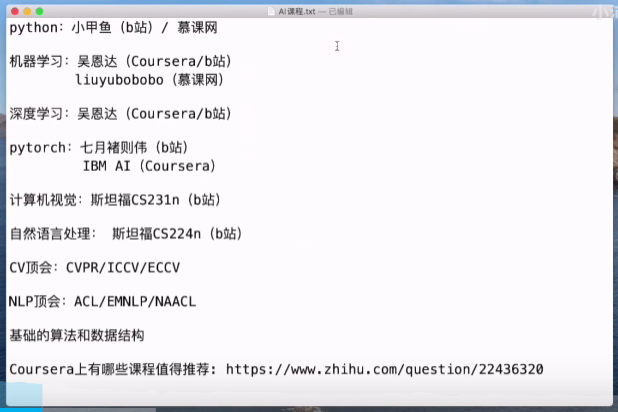 AI课程.txt — 已编辑
python: 小甲鱼（b站）/ 慕课网
机器学习: 吴恩达（Coursera/b站）
liuyubobobo（慕课网）
深度学习: 吴恩达（Coursera/b站）
pytorch: 七月褚则伟（b站）
IBM AI（Coursera）
计算机视觉: 斯坦福CS231n（b站）
自然语言处理: 斯坦福CS224n（b站）
CV顶会: CVPR/ICCV/ECCV
NLP顶会: ACL/EMNLP/NAACL
基础的算法和数据结构
Coursera上有哪些课程值得推荐: https://www.zhihu.com/question/22436320